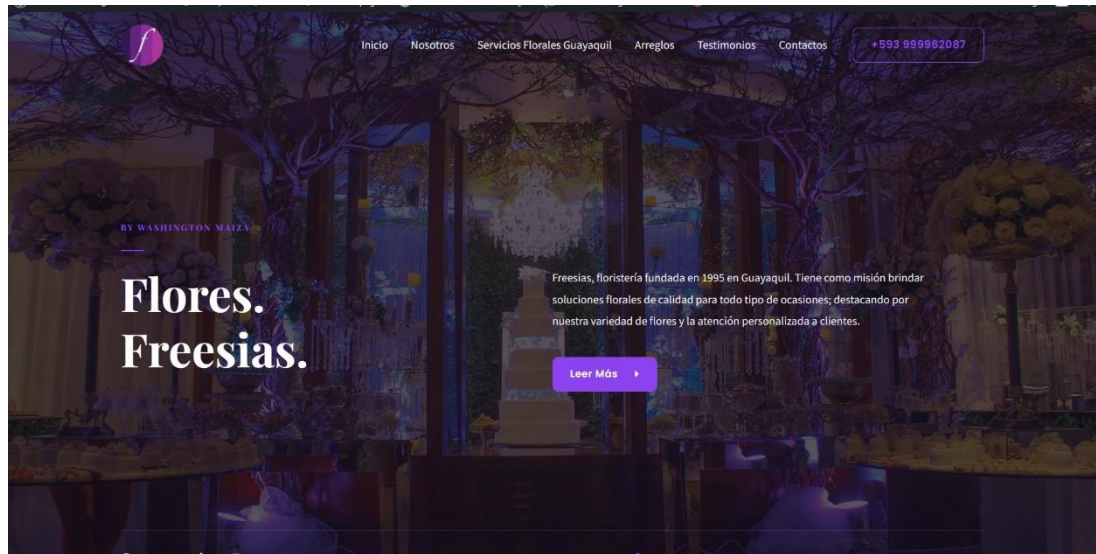 f
Inicio Nosotros Servicios Florales Guayaquil Arreglos Testimonios Contactos +593 999962087
BY WASHINGTON MAIZA
Flores.
Freesias.
Freesias, floristería fundada en 1995 en Guayaquil. Tiene como misión brindar
soluciones florales de calidad para todo tipo de ocasiones; destacando por
nuestra variedad de flores y la atención personalizada a clientes.
Leer Más